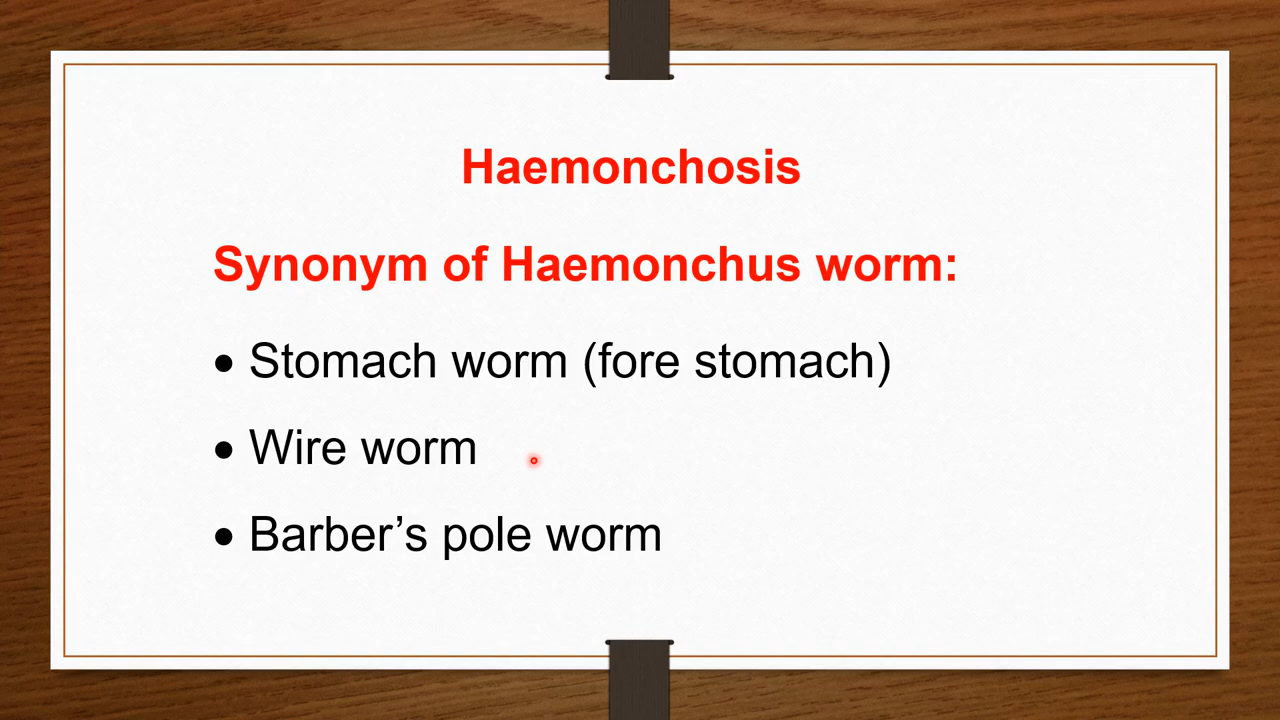 Haemonchosis
Synonym of Haemonchus worm:
• Stomach worm (fore stomach)
• Wire worm
• Barber’s pole worm